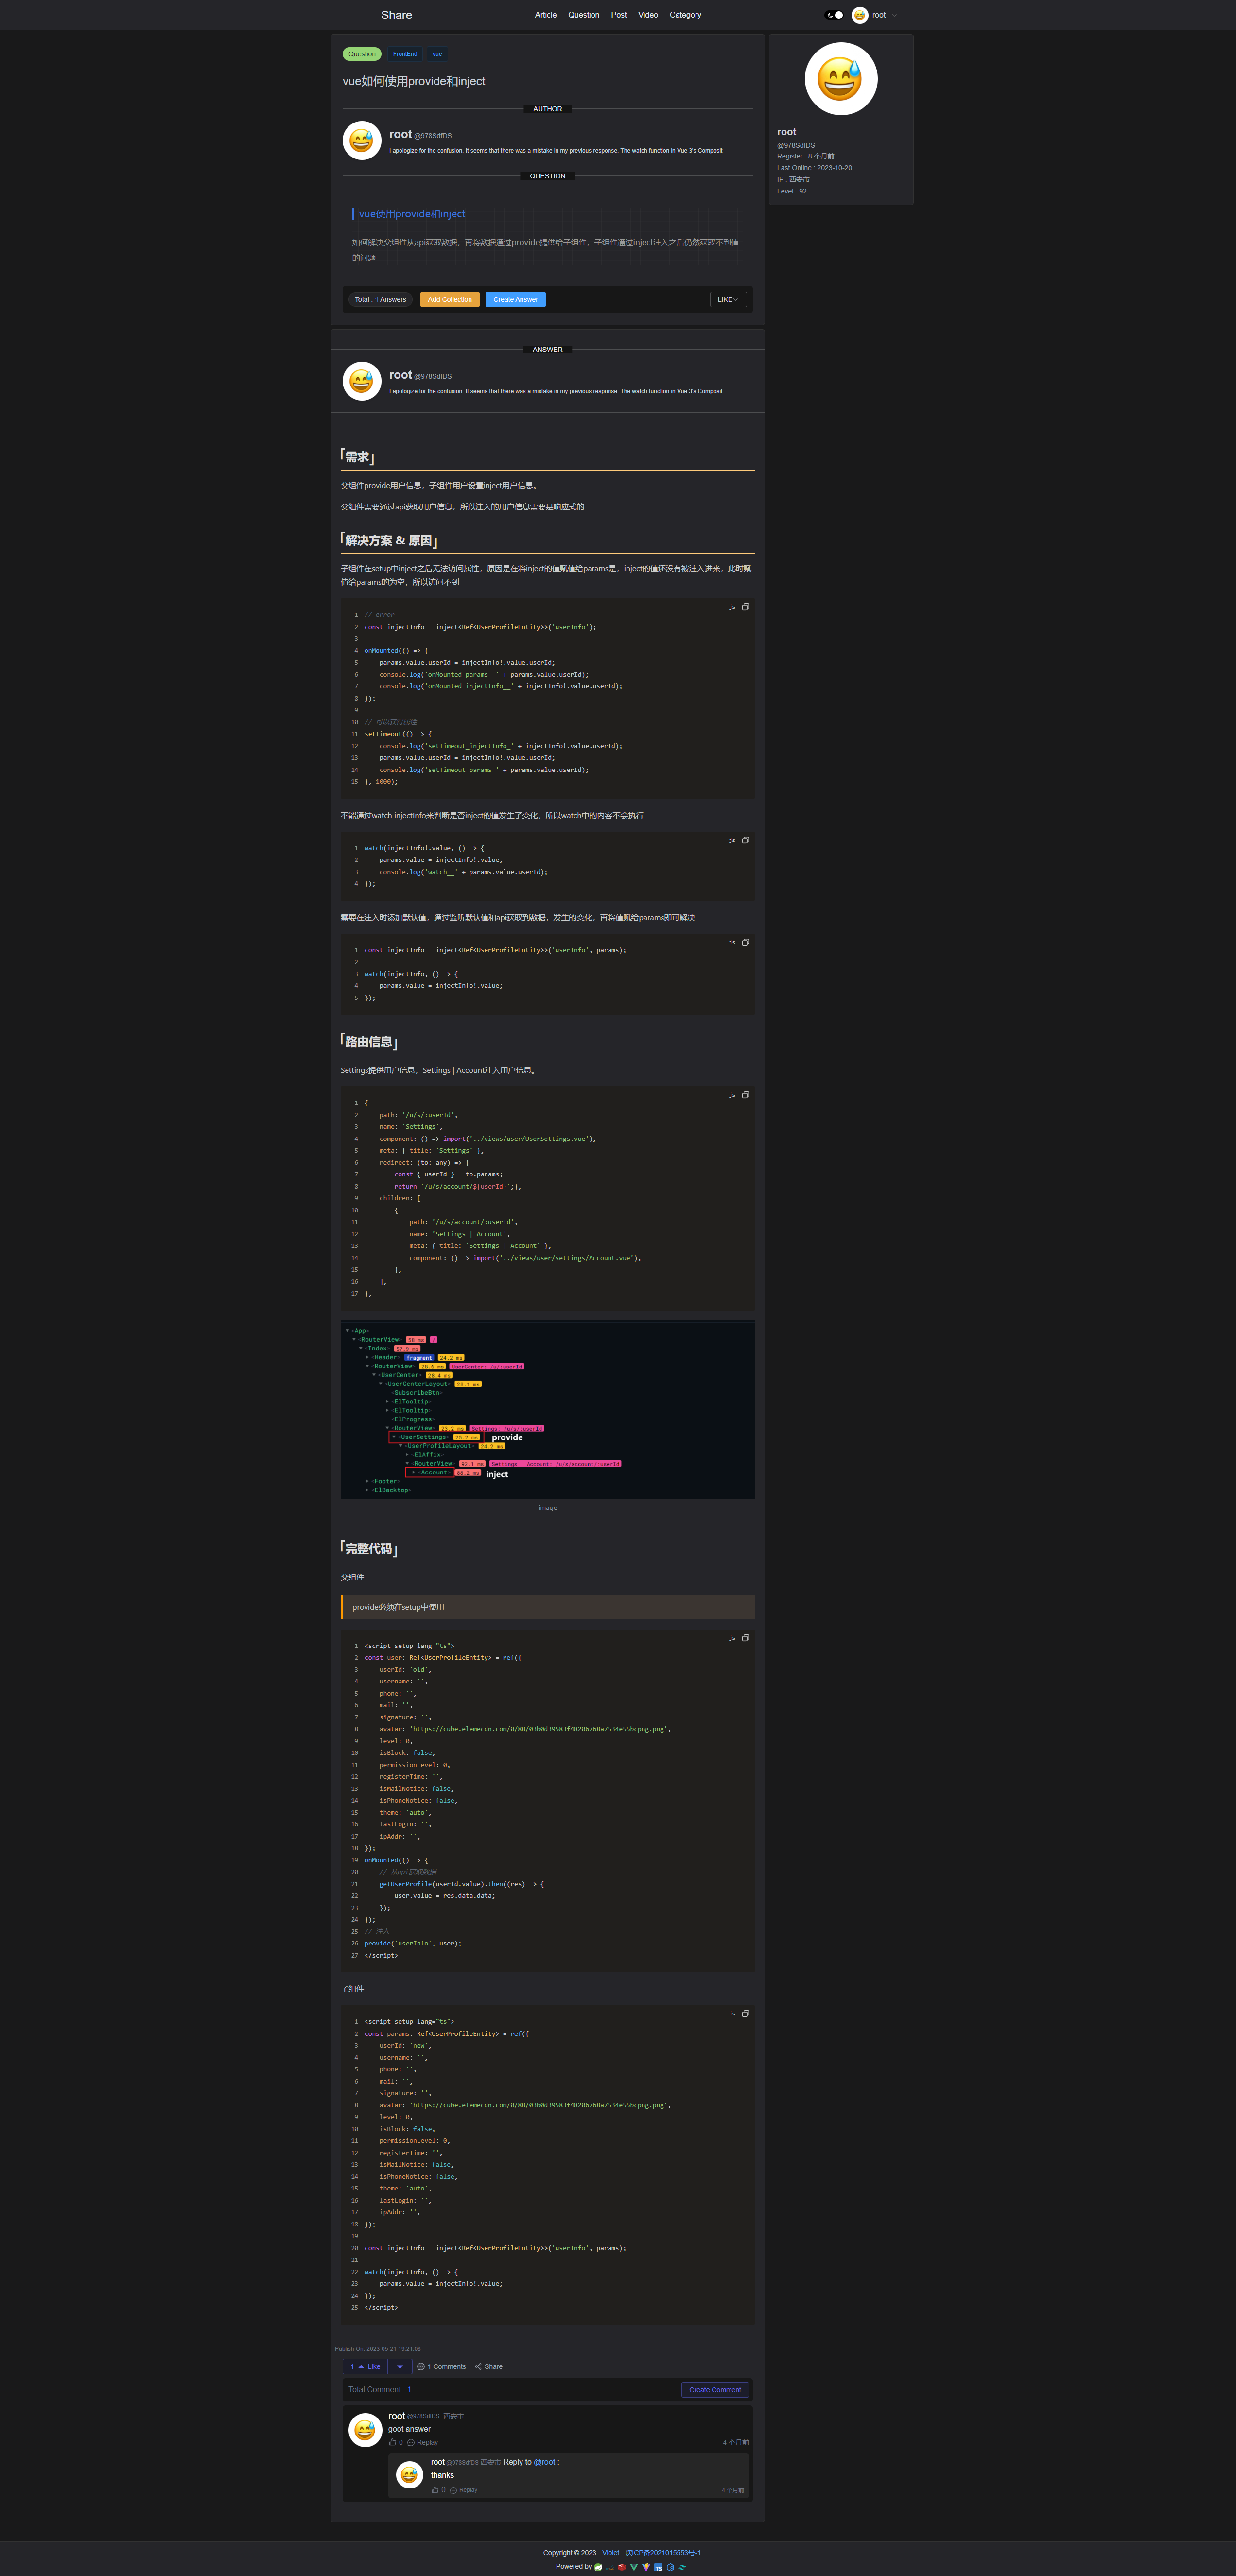 Share
Article Question Post Video Category
root
Question FrontEnd vue
vue如何使用provide和inject
AUTHOR
root @978SdfDS
I apologize for the confusion. It seems that there was a mistake in my previous response. The watch function in Vue 3's Composit
QUESTION
vue使用provide和inject
如何解决父组件从api获取数据，再将数据通过provide提供给子组件，子组件通过inject注入之后仍然获取不到值
的问题
Total : 1 Answers Add Collection Create Answer LIKE
root
@978SdfDS
Register : 8 个月前
Last Online : 2023-10-20
IP : 西安市
Level : 92
ANSWER
root @978SdfDS
I apologize for the confusion. It seems that there was a mistake in my previous response. The watch function in Vue 3's Composit
「需求」
父组件provide用户信息，子组件用户设置inject用户信息。
父组件需要通过api获取用户信息，所以注入的用户信息需要是响应式的
「解决方案 & 原因」
子组件在setup中inject之后无法访问属性，原因是在将inject的值赋值给params是，inject的值还没有被注入进来，此时赋
值给params的为空，所以访问不到
js
1 // error
2 const injectInfo = inject<Ref<UserProfileEntity>>('userInfo');
3
4 onMounted(() => {
5 params.value.userId = injectInfo!.value.userId;
6 console.log('onMounted params__' + params.value.userId);
7 console.log('onMounted injectInfo__' + injectInfo!.value.userId);
8 });
9
10 // 可以获得属性
11 setTimeout(() => {
12 console.log('setTimeout_injectInfo_' + injectInfo!.value.userId);
13 params.value.userId = injectInfo!.value.userId;
14 console.log('setTimeout_params_' + params.value.userId);
15 }, 1000);
不能通过watch injectInfo来判断是否inject的值发生了变化，所以watch中的内容不会执行
js
1 watch(injectInfo!.value, () => {
2 params.value = injectInfo!.value;
3 console.log('watch__' + params.value.userId);
4 });
需要在注入时添加默认值，通过监听默认值和api获取到数据，发生的变化，再将值赋给params即可解决
js
1 const injectInfo = inject<Ref<UserProfileEntity>>('userInfo', params);
2
3 watch(injectInfo, () => {
4 params.value = injectInfo!.value;
5 });
「路由信息」
Settings提供用户信息，Settings | Account注入用户信息。
js
1 {
2 path: '/u/s/:userId',
3 name: 'Settings',
4 component: () => import('../views/user/UserSettings.vue'),
5 meta: { title: 'Settings' },
6 redirect: (to: any) => {
7 const { userId } = to.params;
8 return `/u/s/account/${userId}`;},
9 children: [
10 {
11 path: '/u/s/account/:userId',
12 name: 'Settings | Account',
13 meta: { title: 'Settings | Account' },
14 component: () => import('../views/user/settings/Account.vue'),
15 },
16 ],
17 },
<App>
<RouterView> 58 ms /
<Index> 57.9 ms
<Header> fragment 24.2 ms
<RouterView> 28.6 ms UserCenter: /u/:userId
<UserCenter> 28.4 ms
<UserCenterLayout> 28.1 ms
<SubscribeBtn>
<ElTooltip>
<ElTooltip>
<ElProgress>
<RouterView> Settings: /u/s/:userId
<UserSettings> 25.2 ms provide
<UserProfileLayout> 24.2 ms
<ElAffix>
<RouterView> 92.1 ms Settings | Account: /u/s/account/:userId
<Account> inject
<Footer>
<ElBacktop>
image
「完整代码」
父组件
provide必须在setup中使用
js
1 <script setup lang="ts">
2 const user: Ref<UserProfileEntity> = ref({
3 userId: 'old',
4 username: '',
5 phone: '',
6 mail: '',
7 signature: '',
8 avatar: 'https://cube.elemecdn.com/0/88/03b0d39583f48206768a7534e55bcpng.png',
9 level: 0,
10 isBlock: false,
11 permissionLevel: 0,
12 registerTime: '',
13 isMailNotice: false,
14 isPhoneNotice: false,
15 theme: 'auto',
16 lastLogin: '',
17 ipAddr: '',
18 });
19 onMounted(() => {
20 // 从api获取数据
21 getUserProfile(userId.value).then((res) => {
22 user.value = res.data.data;
23 });
24 });
25 // 注入
26 provide('userInfo', user);
27 </script>
子组件
js
1 <script setup lang="ts">
2 const params: Ref<UserProfileEntity> = ref({
3 userId: 'new',
4 username: '',
5 phone: '',
6 mail: '',
7 signature: '',
8 avatar: 'https://cube.elemecdn.com/0/88/03b0d39583f48206768a7534e55bcpng.png',
9 level: 0,
10 isBlock: false,
11 permissionLevel: 0,
12 registerTime: '',
13 isMailNotice: false,
14 isPhoneNotice: false,
15 theme: 'auto',
16 lastLogin: '',
17 ipAddr: '',
18 });
19
20 const injectInfo = inject<Ref<UserProfileEntity>>('userInfo', params);
21
22 watch(injectInfo, () => {
23 params.value = injectInfo!.value;
24 });
25 </script>
Publish On: 2023-05-21 19:21:08
1 Like 1 Comments Share
Total Comment : 1 Create Comment
root @978SdfDS 西安市
goot answer
0 Replay 4 个月前
root @978SdfDS 西安市 Reply to @root :
thanks
0 Replay 4 个月前
Copyright © 2023 · Violet · 陕ICP备2021015553号-1
Powered by